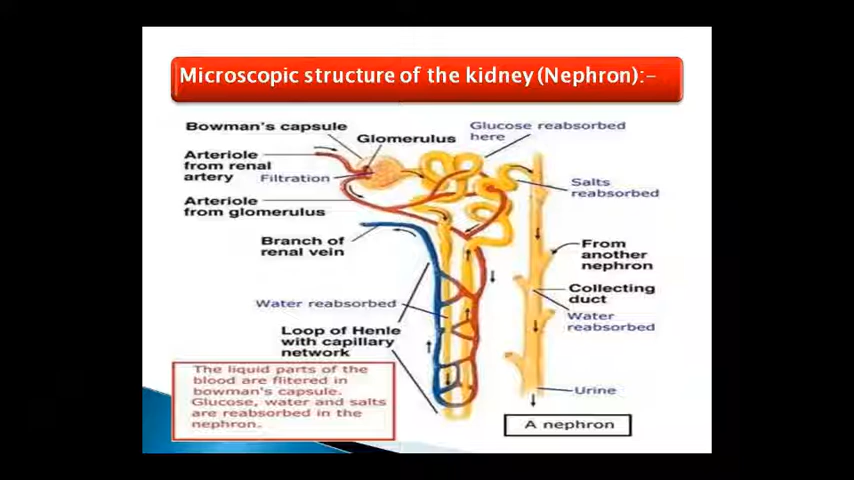 Microscopic structure of the kidney (Nephron):-
Bowman's capsule
Glomerulus
Glucose reabsorbed
here
Arteriole
from renal
artery
Filtration
Salts
reabsorbed
Arteriole
from glomerulus
Branch of
renal vein
From
another
nephron
Collecting
duct
Water reabsorbed
Water
reabsorbed
Loop of Henle
with capillary
network
The liquid parts of the
blood are flitered in
bowman's capsule.
Glucose, water and salts
are reabsorbed in the
nephron.
Urine
A nephron